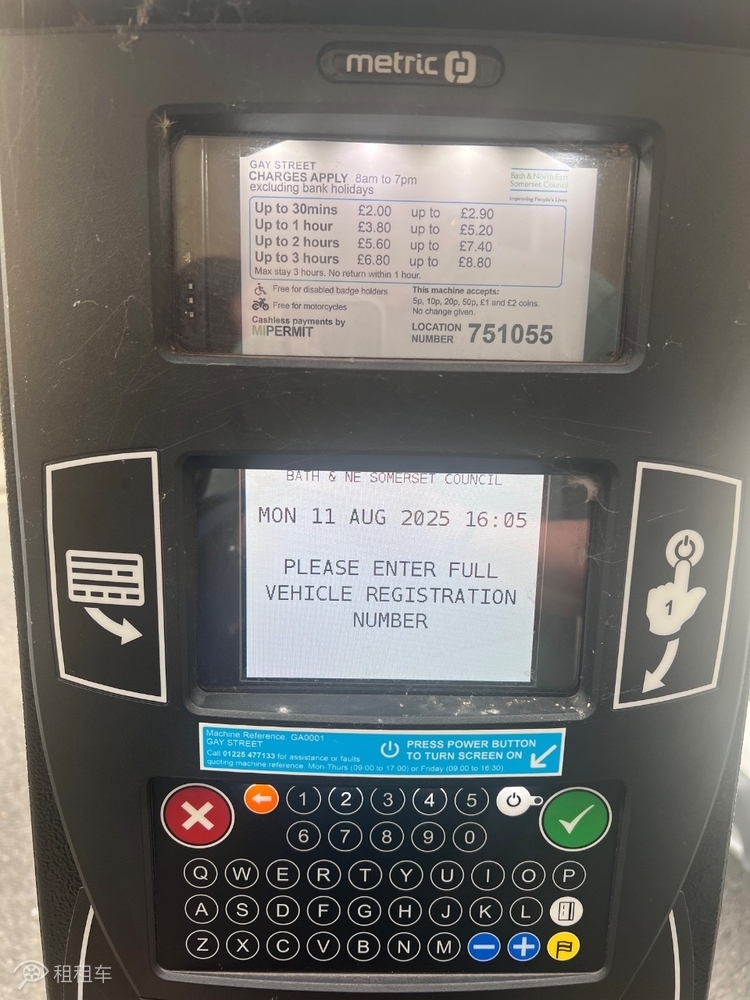 metric
GAY STREET
CHARGES APPLY 8am to 7pm
excluding bank holidays
Bath & North East
Somerset Council
Improving People's Lives
Up to 30mins £2.00 up to £2.90
Up to 1 hour £3.80 up to £5.20
Up to 2 hours £5.60 up to £7.40
Up to 3 hours £6.80 up to £8.80
Max stay 3 hours. No return within 1 hour.
Free for disabled badge holders
Free for motorcycles
Cashless payments by
MIPERMIT
This machine accepts:
5p, 10p, 20p, 50p, £1 and £2 coins.
No change given.
LOCATION
NUMBER 751055
BATH & NE SOMERSET COUNCIL
MON 11 AUG 2025 16:05
PLEASE ENTER FULL
VEHICLE REGISTRATION
NUMBER
1
Machine Reference: GA0001
GAY STREET
Call 01225 477133 for assistance or faults
quoting machine reference. Mon Thurs (09:00 to 17:00) or Friday (09:00 to 16:30)
PRESS POWER BUTTON
TO TURN SCREEN ON
1 2 3 4 5
6 7 8 9 0
Q W E R T Y U I O P
A S D F G H J K L
Z X C V B N M
租租车